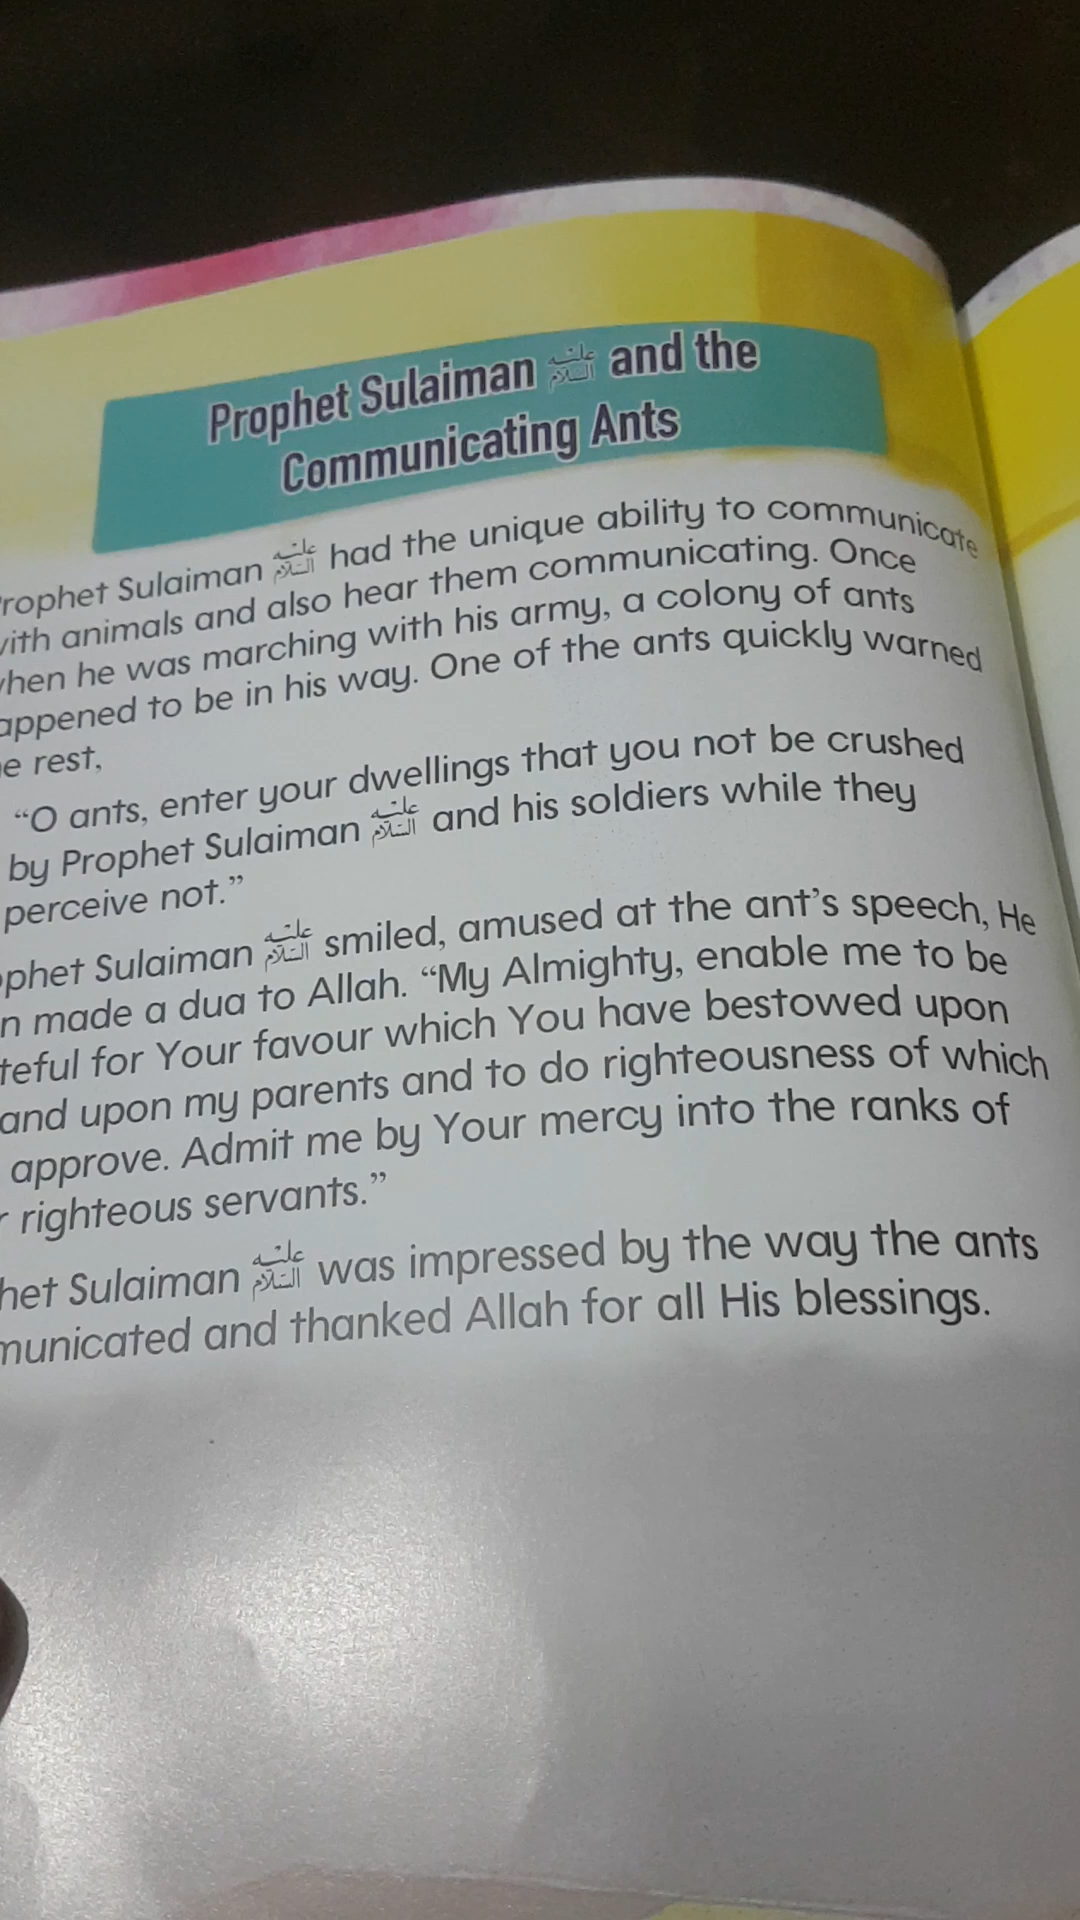 Prophet Sulaiman عليه السلام and the
Communicating Ants
Prophet Sulaiman عليه السلام had the unique ability to communicate
with animals and also hear them communicating. Once
when he was marching with his army, a colony of ants
appened to be in his way. One of the ants quickly warned
e rest,
“O ants, enter your dwellings that you not be crushed
by Prophet Sulaiman عليه السلام and his soldiers while they
perceive not.”
ophet Sulaiman عليه السلام smiled, amused at the ant’s speech, He
n made a dua to Allah. “My Almighty, enable me to be
teful for Your favour which You have bestowed upon
and upon my parents and to do righteousness of which
approve. Admit me by Your mercy into the ranks of
r righteous servants.”
het Sulaiman عليه السلام was impressed by the way the ants
municated and thanked Allah for all His blessings.